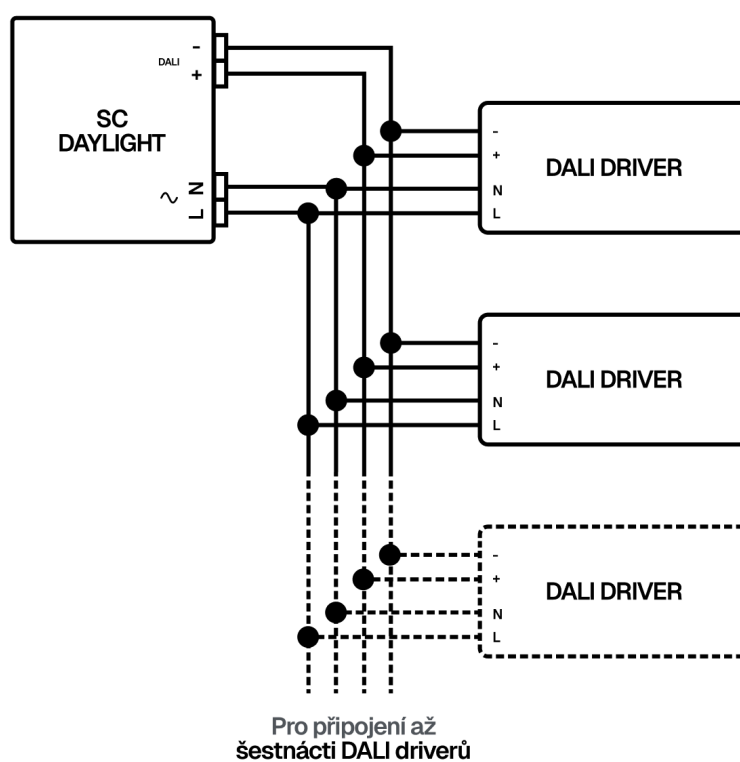 DALI
-
+
SC
DAYLIGHT
N
L
-
+
N
L
DALI DRIVER
-
+
N
L
DALI DRIVER
-
+
N
L
DALI DRIVER
Pro připojení až
šestnácti DALI driverů